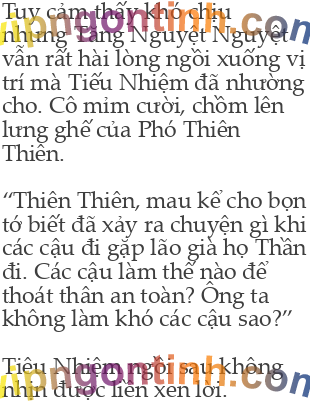 Tuy cảm thấy khó chịu
nhưng Tăng Nguyệt Nguyệt
vẫn rất hài lòng ngồi xuống vị
trí mà Tiếu Nhiệm đã nhường
cho. Cô mỉm cười, chồm lên
lưng ghế của Phó Thiên
Thiên.
“Thiên Thiên, mau kể cho bọn
tớ biết đã xảy ra chuyện gì khi
các cậu đi gặp lão già họ Thần
đi. Các cậu làm thế nào để
thoát thân an toàn? Ông ta
không làm khó các cậu sao?”
Tiêu Nhiệm ngồi sau không
nhịn được liền xen lời.
vipngontinh.com
vipngontinh.com